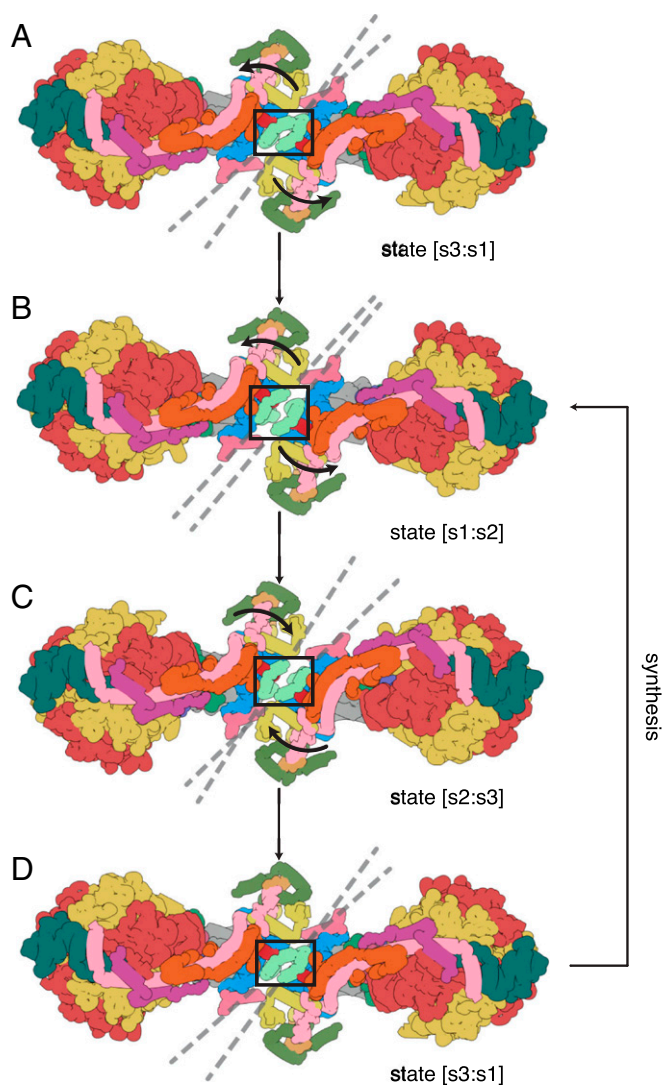 A
state [s3:s1]
B
state [s1:s2]
C
state [s2:s3]
synthesis
D
state [s3:s1]